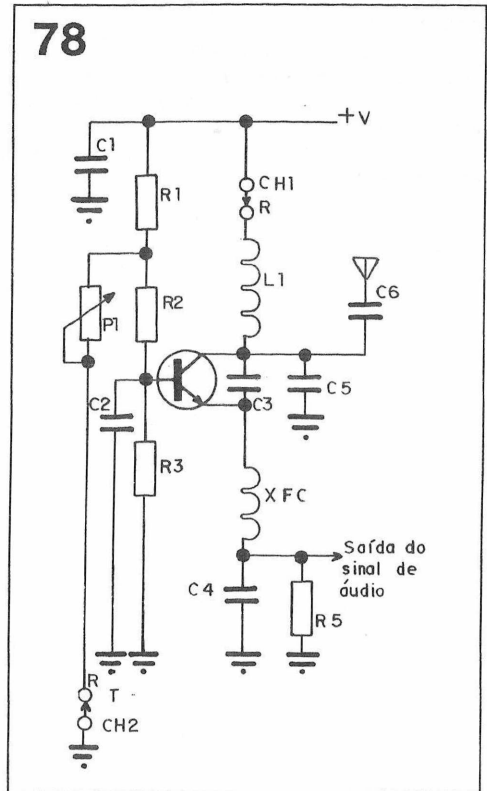 78
+V
C1
CH1
R1
R
L1
C6
P1
R2
C2
C3
C5
R3
XFC
Saída do
sinal de
áudio
C4
R5
R
T
CH2